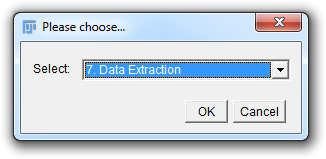 Please choose...
Select: 7. Data Extraction
OK Cancel